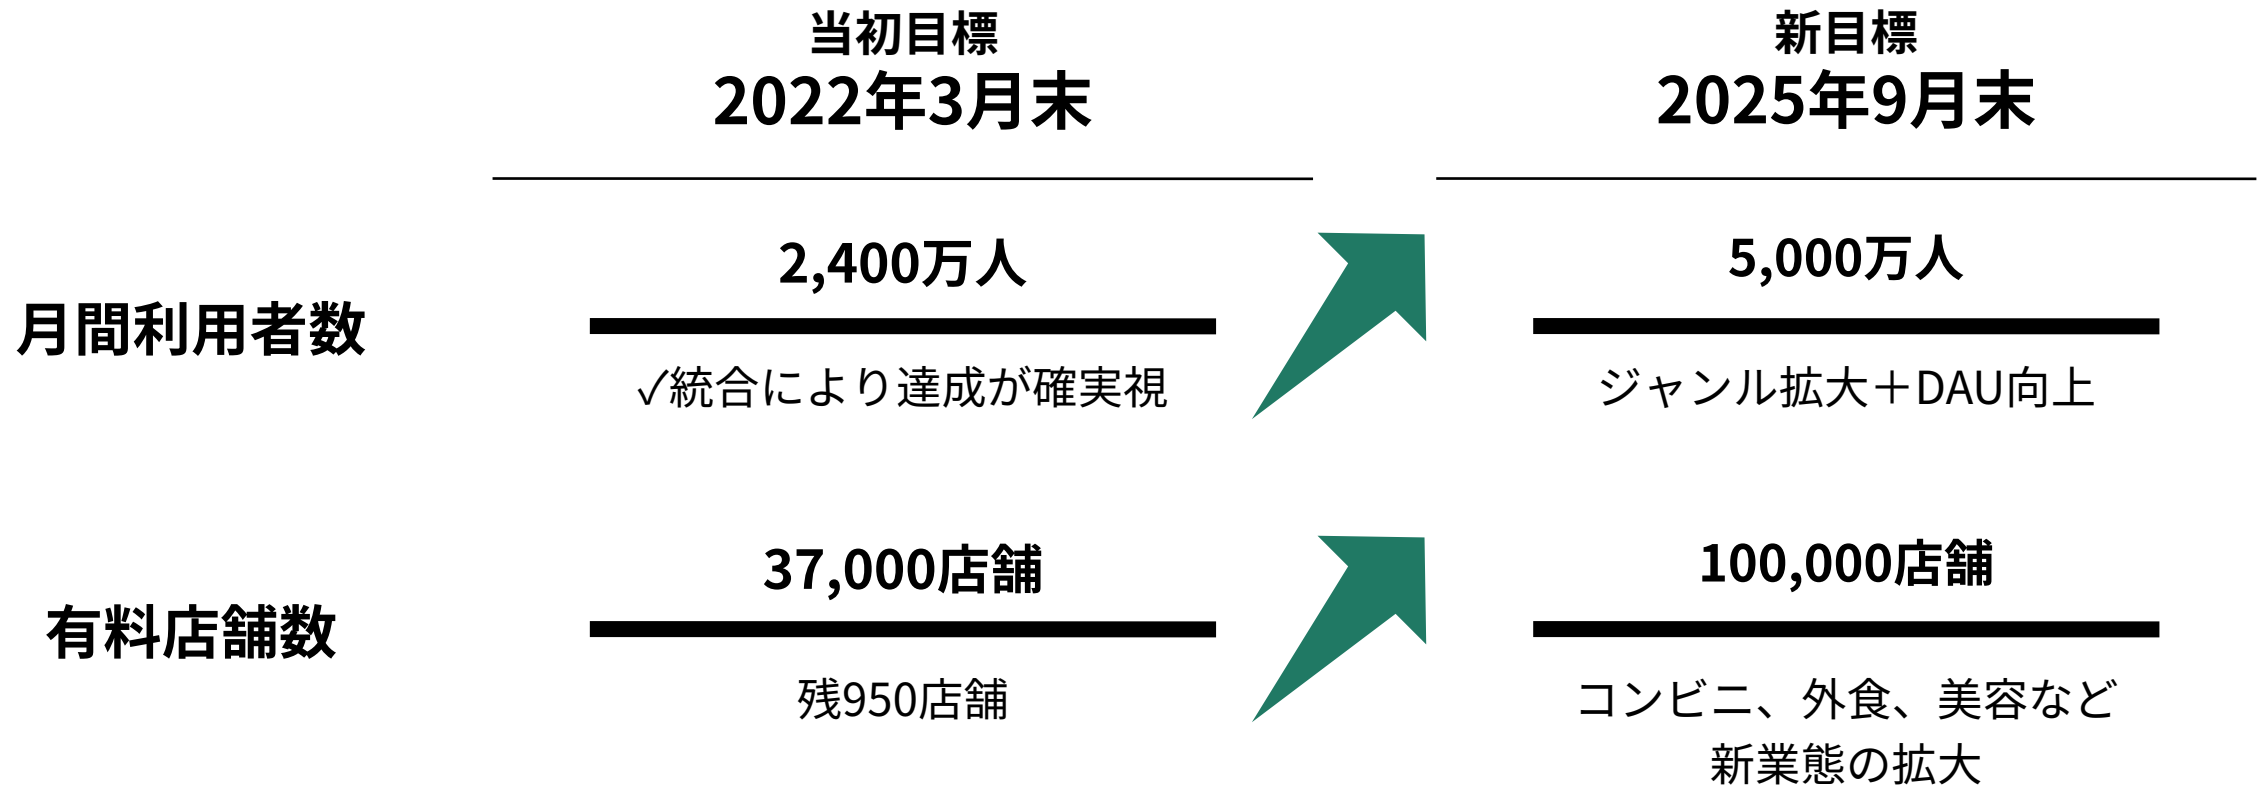 当初目標
2022年3月末
新目標
2025年9月末
月間利用者数
2,400万人
✓統合により達成が確実視
5,000万人
ジャンル拡大＋DAU向上
有料店舗数
37,000店舗
残950店舗
100,000店舗
コンビニ、外食、美容など
新業態の拡大